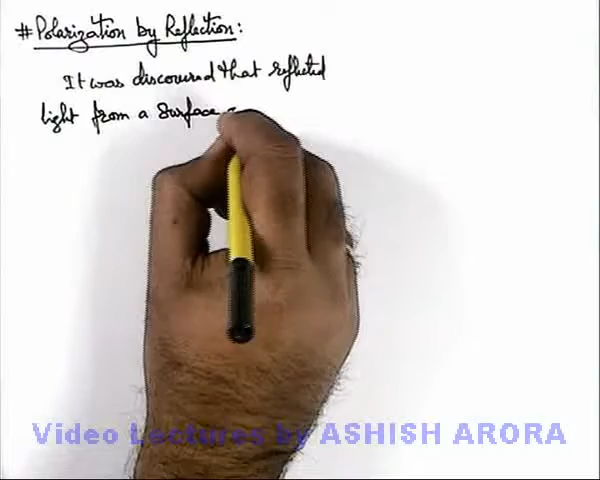 # Polarization by Reflection:
It was discovered that reflected
light from a surface
Video Lectures by ASHISH ARORA